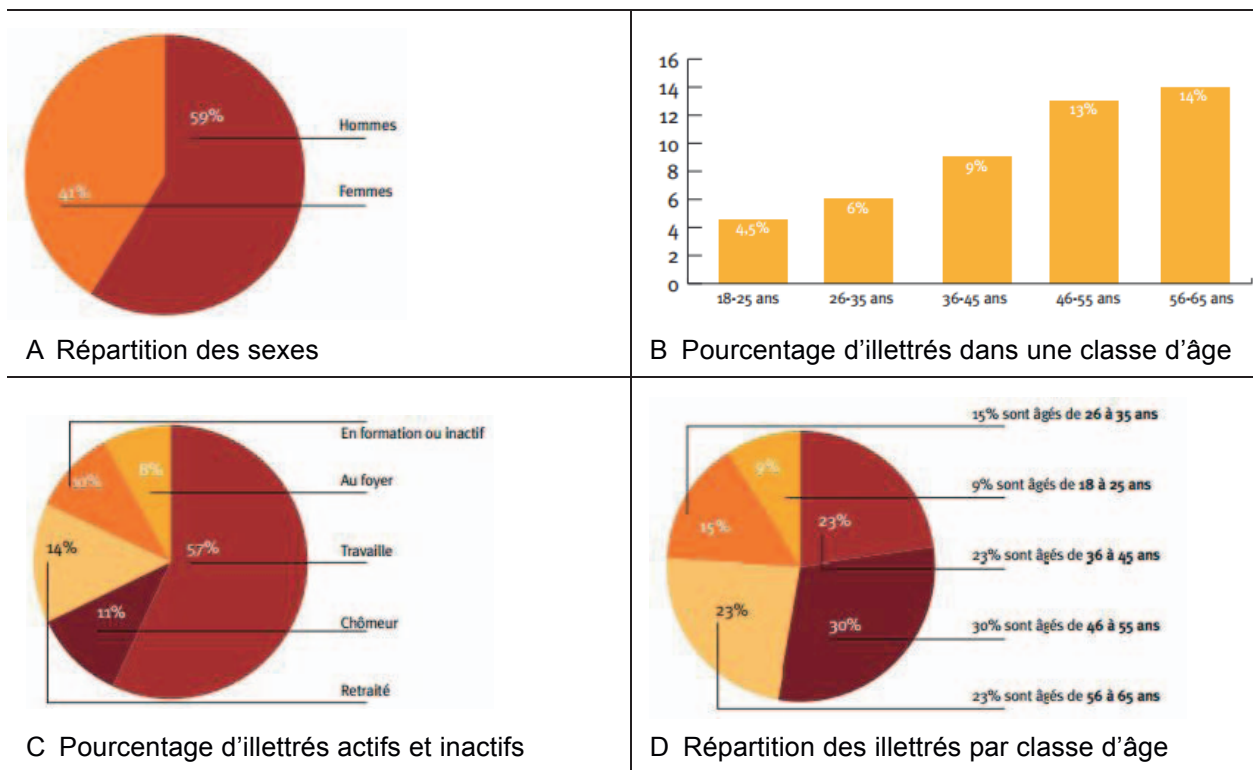 59%
Hommes
41%
Femmes
A Répartition des sexes
16
14
12
10
8
6
4
2
0
4,5%
6%
9%
13%
14%
18-25 ans
26-35 ans
36-45 ans
46-55 ans
56-65 ans
B Pourcentage d’illettrés dans une classe d’âge
En formation ou inactif
8%
10%
Au foyer
14%
57%
Travaille
11%
Chômeur
Retraité
C Pourcentage d’illettrés actifs et inactifs
15% sont âgés de 26 à 35 ans
9%
9% sont âgés de 18 à 25 ans
15%
23%
23% sont âgés de 36 à 45 ans
23%
30%
30% sont âgés de 46 à 55 ans
23% sont âgés de 56 à 65 ans
D Répartition des illettrés par classe d’âge